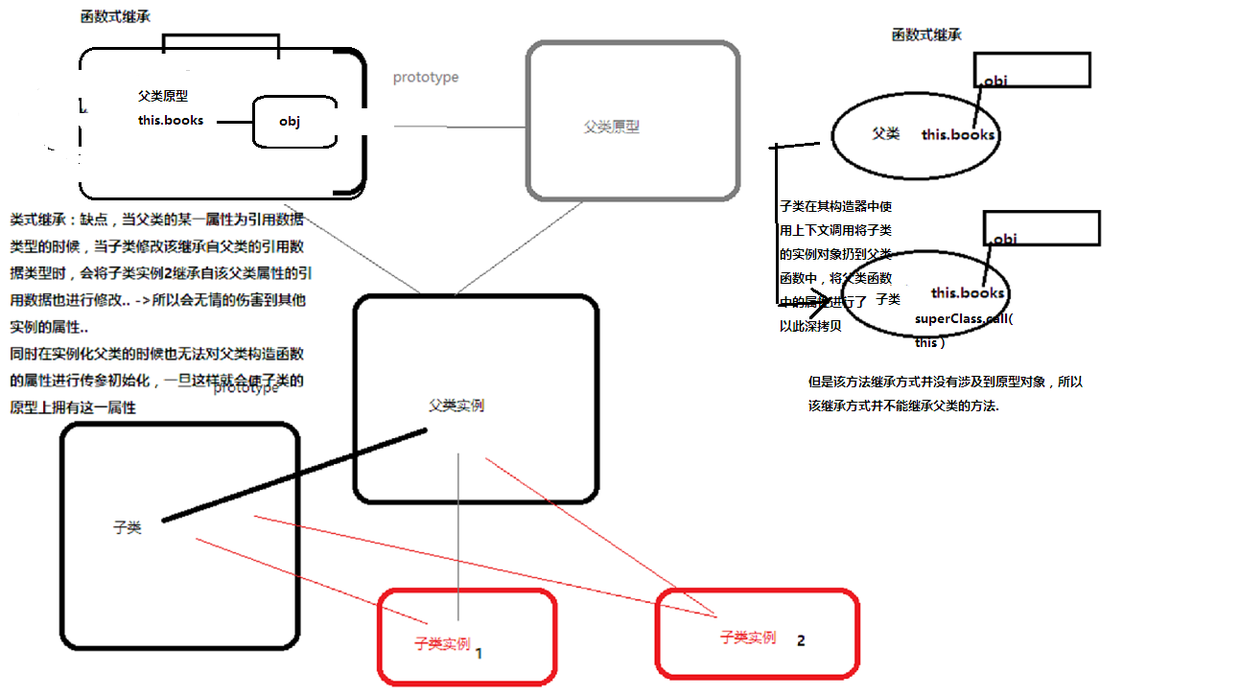 函数式继承
父类原型
this.books
obj
prototype
父类原型
类式继承：缺点，当父类的某一属性为引用数据
类型的时候，当子类修改该继承自父类的引用数
据类型时，会将子类实例2继承自该父类属性的引
用数据也进行修改.. ->所以会无情的伤害到其他
实例的属性..
同时在实例化父类的时候也无法对父类构造函数
的属性进行传参初始化，一旦这样就会使子类的
原型上拥有这一属性
prototype
父类实例
子类
子类实例 1
子类实例 2
函数式继承
obj
父类 this.books
子类在其构造器中使
用上下文调用将子类
的实例对象扔到父类
函数中，将父类函数
中的属性进行了
以此深拷贝
obj
子类 this.books
superClass.call(
this )
但是该方法继承方式并没有涉及到原型对象，所以
该继承方式并不能继承父类的方法.